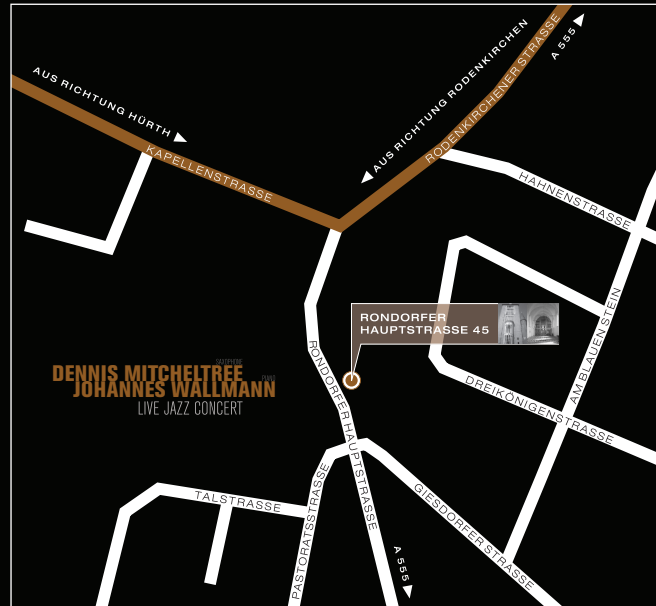 AUS RICHTUNG HÜRTH
KAPELLENSTRASSE
AUS RICHTUNG RODENKIRCHEN
RODENKIRCHENER STRASSE
A 555
HAHNENSTRASSE
RONDORFER
HAUPTSTRASSE 45
AM BLAUEN STEIN
DREIKÖNIGENSTRASSE
RONDORFER HAUPTSTRASSE
SAXOPHONE
DENNIS MITCHELTREE
PIANO
JOHANNES WALLMANN
LIVE JAZZ CONCERT
TALSTRASSE
PASTORATSSTRASSE
GIESDORFER STRASSE
A 555